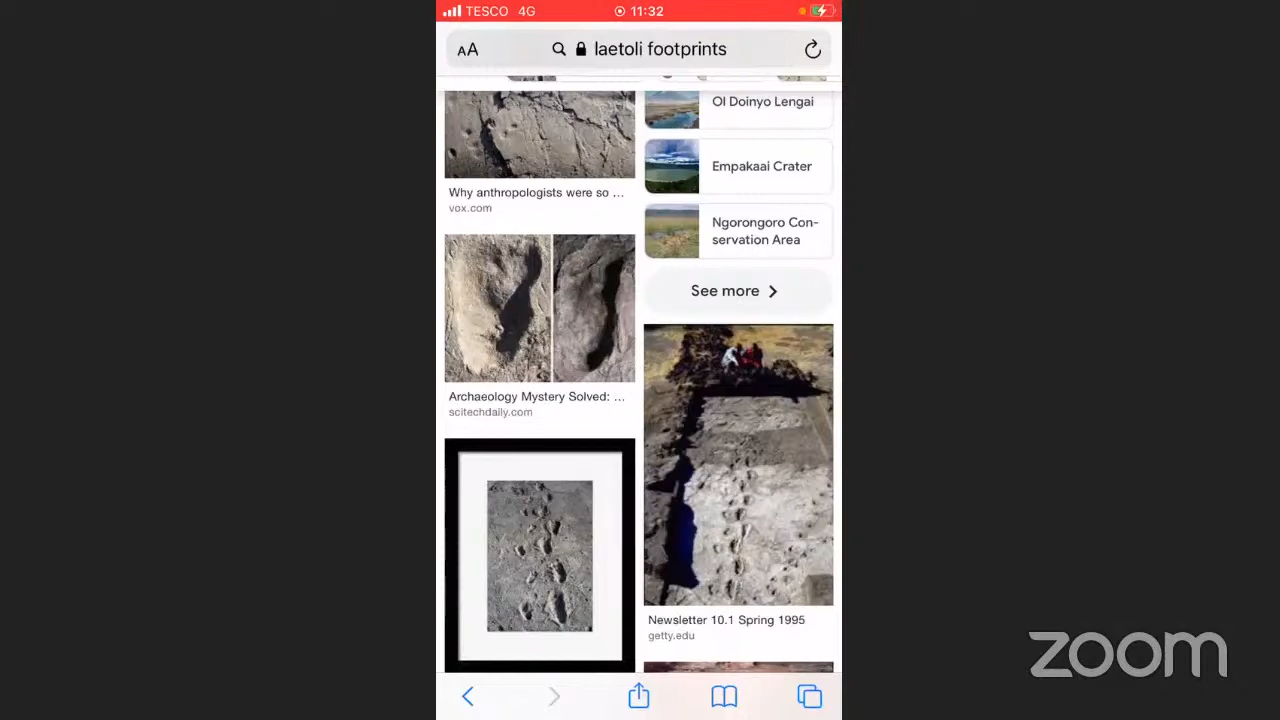 TESCO 4G
11:32
AA
laetoli footprints
Ol Doinyo Lengai
Empakaai Crater
Why anthropologists were so ...
vox.com
Ngorongoro Con-
servation Area
See more
Archaeology Mystery Solved: ...
scitechdaily.com
Newsletter 10.1 Spring 1995
getty.edu
zoom